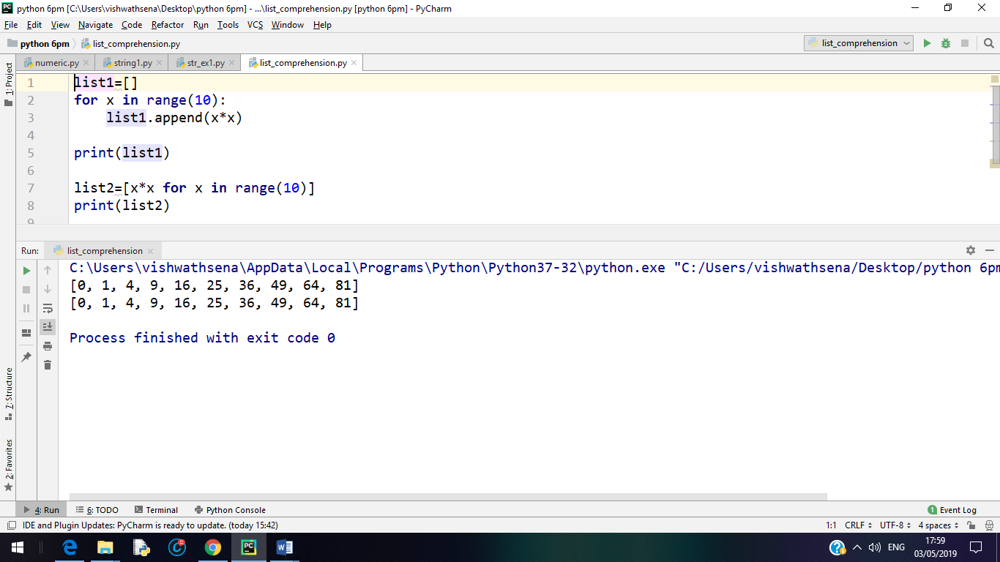 python 6pm [C:\Users\vishwathsena\Desktop\python 6pm] - ...\list_comprehension.py [python 6pm] - PyCharm
File Edit View Navigate Code Refactor Run Tools VCS Window Help
python 6pm list_comprehension.py list_comprehension
numeric.py string1.py str_ex1.py list_comprehension.py
1: Project
1 list1=[]
2 for x in range(10):
3     list1.append(x*x)
4
5 print(list1)
6
7 list2=[x*x for x in range(10)]
8 print(list2)
9
Run: list_comprehension
C:\Users\vishwathsena\AppData\Local\Programs\Python\Python37-32\python.exe "C:/Users/vishwathsena/Desktop/python 6pm
[0, 1, 4, 9, 16, 25, 36, 49, 64, 81]
[0, 1, 4, 9, 16, 25, 36, 49, 64, 81]
Process finished with exit code 0
7: Structure
2: Favorites
4: Run 6: TODO Terminal Python Console Event Log
IDE and Plugin Updates: PyCharm is ready to update. (today 15:42) 1:1 CRLF UTF-8 4 spaces
ENG
17:59
03/05/2019